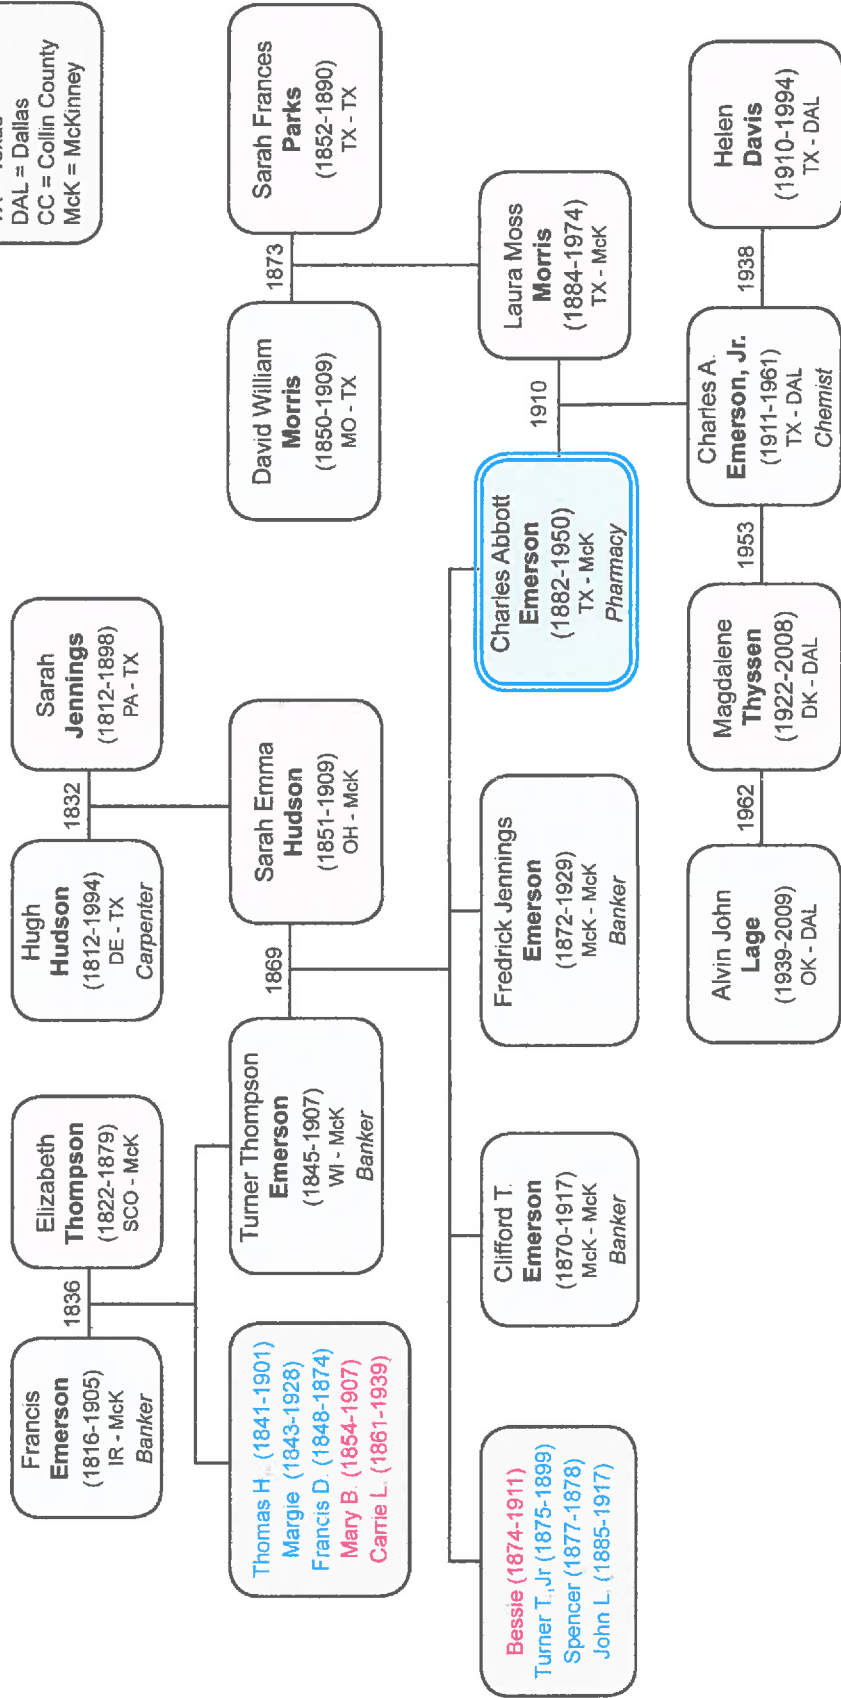 TX = Texas
DAL = Dallas
CC = Collin County
McK = McKinney
Francis
Emerson
(1816-1905)
IR - McK
Banker
1836
Elizabeth
Thompson
(1822-1879)
SCO - McK
Hugh
Hudson
(1812-1994)
DE - TX
Carpenter
1832
Sarah
Jennings
(1812-1898)
PA - TX
Thomas H. (1841-1901)
Margie (1843-1928)
Francis D. (1848-1874)
Mary B. (1854-1907)
Carrie L. (1861-1939)
Turner Thompson
Emerson
(1845-1907)
WI - McK
Banker
1869
Sarah Emma
Hudson
(1851-1909)
OH - McK
David William
Morris
(1850-1909)
MO - TX
1873
Sarah Frances
Parks
(1852-1890)
TX - TX
Bessie (1874-1911)
Turner T.,Jr (1875-1899)
Spencer (1877-1878)
John L. (1885-1917)
Clifford T.
Emerson
(1870-1917)
McK - McK
Banker
Fredrick Jennings
Emerson
(1872-1929)
McK - McK
Banker
Charles Abbott
Emerson
(1882-1950)
TX - McK
Pharmacy
1910
Laura Moss
Morris
(1884-1974)
TX - McK
Alvin John
Lage
(1939-2009)
OK - DAL
1962
Magdalene
Thyssen
(1922-2008)
DK - DAL
1953
Charles A.
Emerson, Jr.
(1911-1961)
TX - DAL
Chemist
1938
Helen
Davis
(1910-1994)
TX - DAL